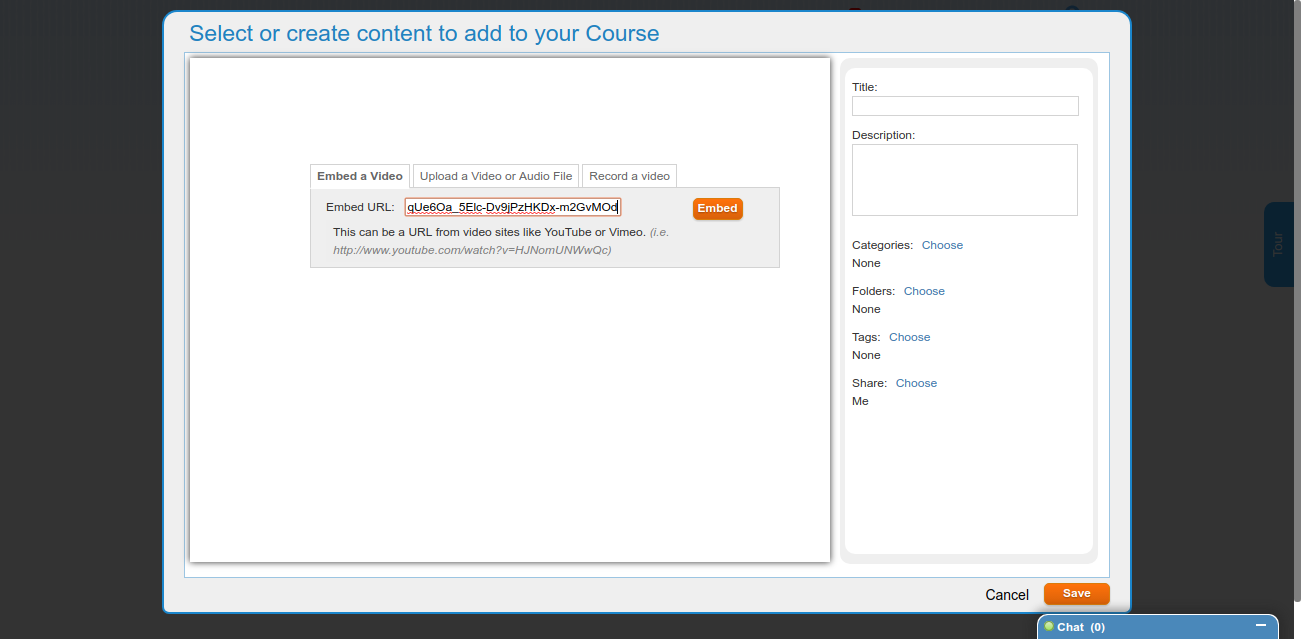 Select or create content to add to your Course
Embed a Video Upload a Video or Audio File Record a video
Embed URL: qUe6Oa_5Elc-Dv9jPzHKDx-m2GvMOd Embed
This can be a URL from video sites like YouTube or Vimeo. (i.e.
http://www.youtube.com/watch?v=HJNomUNWwQc)
Title:
Description:
Categories: Choose
None
Folders: Choose
None
Tags: Choose
None
Share: Choose
Me
Tour
Cancel Save
Chat (0)